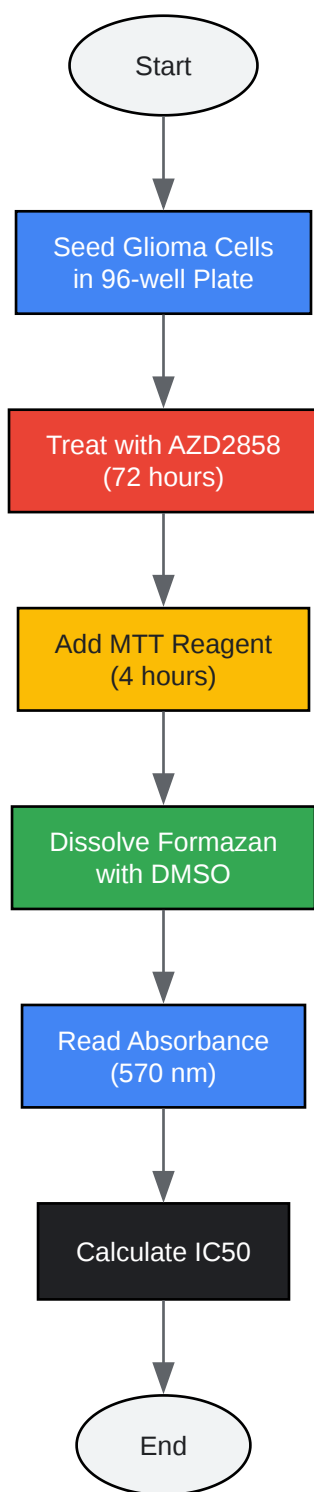 Start
Seed Glioma Cells
in 96-well Plate
Treat with AZD2858
(72 hours)
Add MTT Reagent
(4 hours)
Dissolve Formazan
with DMSO
Read Absorbance
(570 nm)
Calculate IC50
End